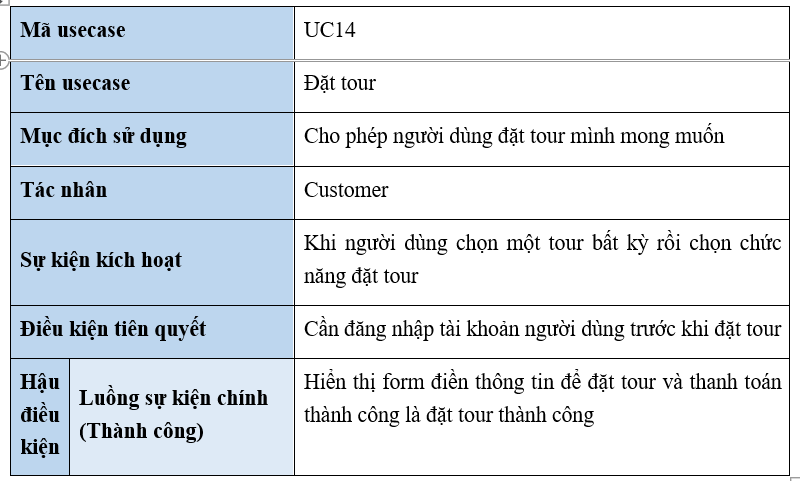 Mã usecase
UC14
Tên usecase
Đặt tour
Mục đích sử dụng
Cho phép người dùng đặt tour mình mong muốn
Tác nhân
Customer
Sự kiện kích hoạt
Khi người dùng chọn một tour bất kỳ rồi chọn chức
năng đặt tour
Điều kiện tiên quyết
Cần đăng nhập tài khoản người dùng trước khi đặt tour
Hậu
điều
kiện
Luồng sự kiện chính
(Thành công)
Hiển thị form điền thông tin để đặt tour và thanh toán
thành công là đặt tour thành công